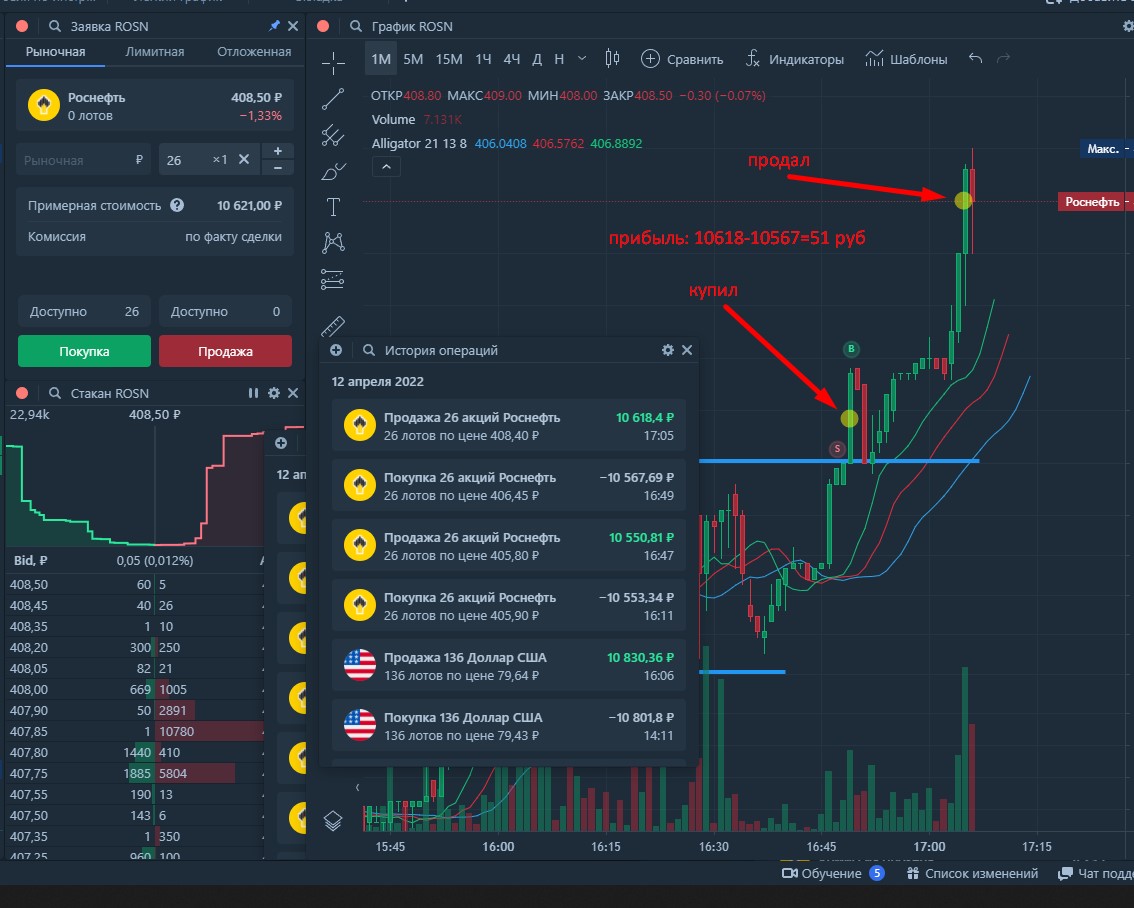 Заявка ROSN
Рыночная Лимитная Отложенная
Роснефть 408,50 ₽
0 лотов −1,33%
Рыночная ₽ 26 ×1 + −
Примерная стоимость ? 10 621,00 ₽
Комиссия по факту сделки
Доступно 26 Доступно 0
Покупка Продажа
Стакан ROSN
22,94k 408,50 ₽
12 ап
Bid, ₽ 0,05 (0,012%)
408,50 60 5
408,45 40 26
408,35 1 10
408,20 300 250
408,05 82 21
408,00 669 1005
407,90 50 2891
407,85 1 10780
407,80 1440 410
407,75 1885 5804
407,55 190 13
407,50 143 6
407,35 1 350
407,25 960 100
График ROSN
1М 5М 15М 1Ч 4Ч Д Н Сравнить Индикаторы Шаблоны
ОТКР408.80 МАКС409.00 МИН408.00 ЗАКР408.50 −0.30 (−0.07%)
Volume 7.131K
Alligator 21 13 8 406.0408 406.5762 406.8892
Макс.
продал
Роснефть
прибыль: 10618-10567=51 руб
купил
B
S
История операций
12 апреля 2022
Продажа 26 акций Роснефть 10 618,4 ₽
26 лотов по цене 408,40 ₽ 17:05
Покупка 26 акций Роснефть −10 567,69 ₽
26 лотов по цене 406,45 ₽ 16:49
Продажа 26 акций Роснефть 10 550,81 ₽
26 лотов по цене 405,80 ₽ 16:47
Покупка 26 акций Роснефть −10 553,34 ₽
26 лотов по цене 405,90 ₽ 16:11
Продажа 136 Доллар США 10 830,36 ₽
136 лотов по цене 79,64 ₽ 16:06
Покупка 136 Доллар США −10 801,8 ₽
136 лотов по цене 79,43 ₽ 14:11
15:45 16:00 16:15 16:30 16:45 17:00 17:15
Обучение 5 Список изменений Чат подде